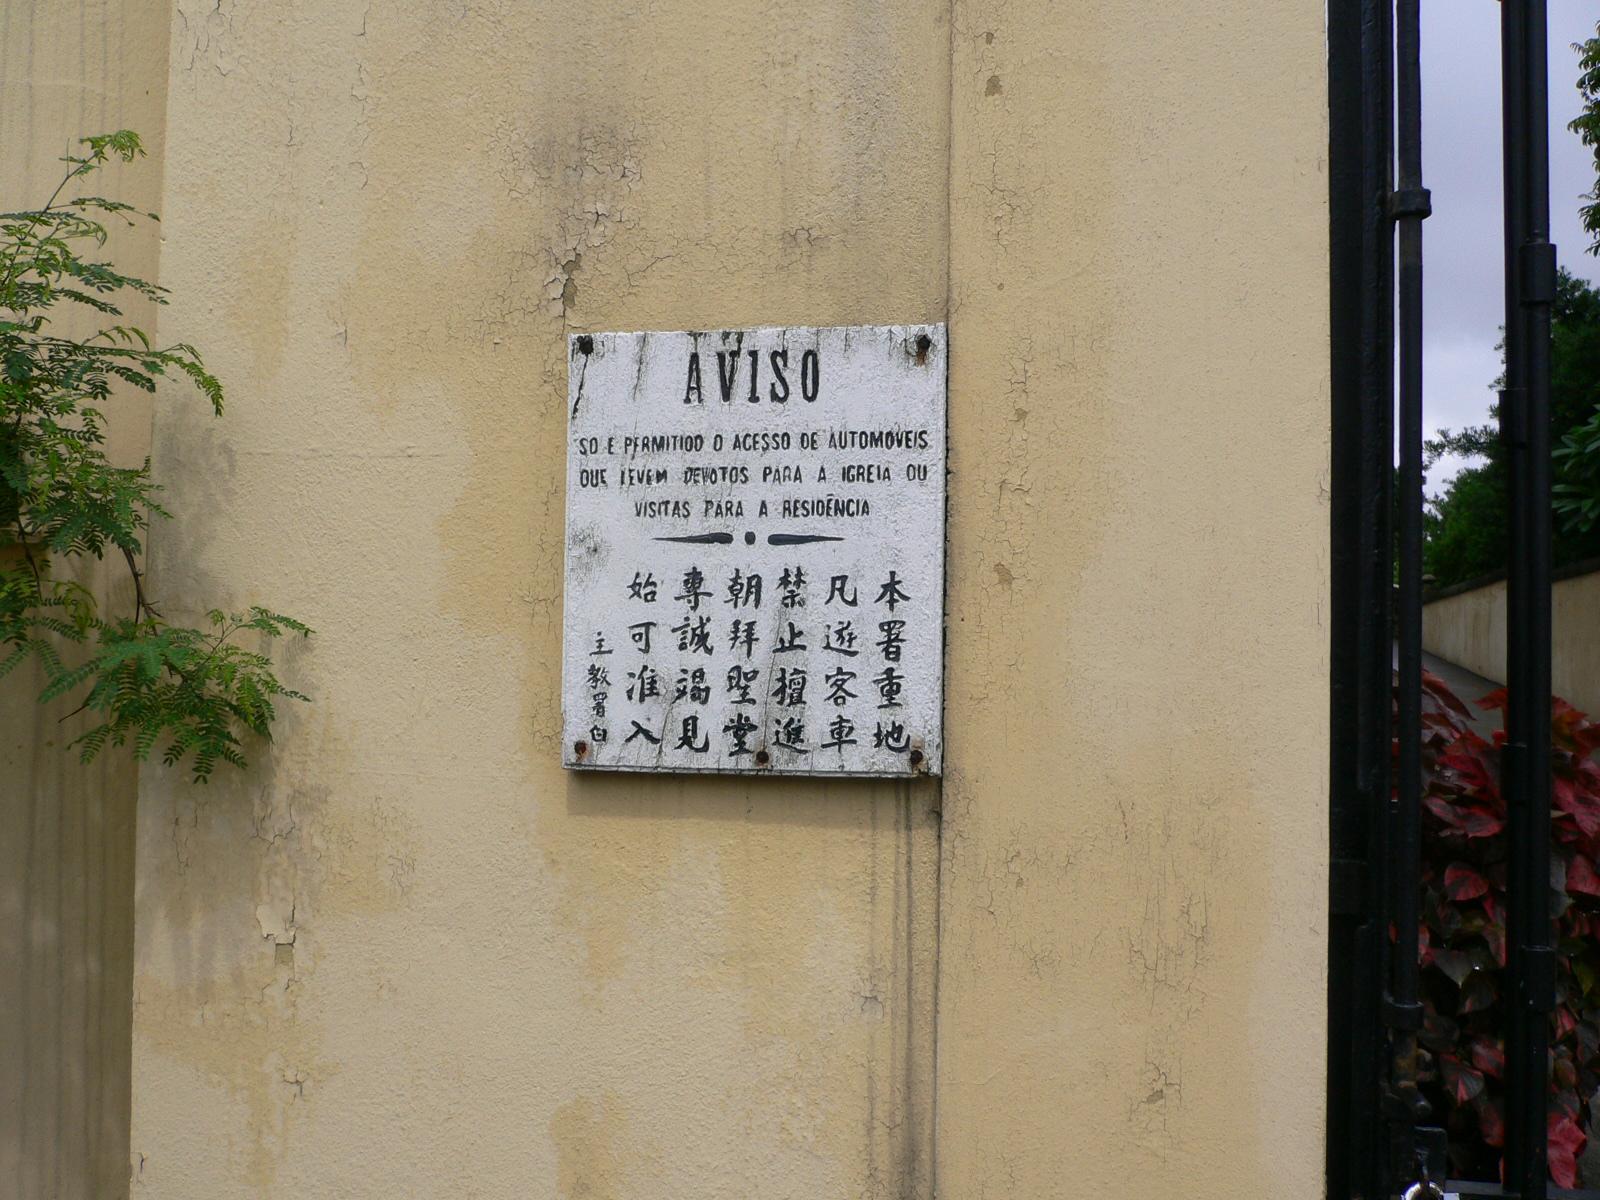 AVISO
SO E PERMITIDO O ACESSO DE AUTOMOVEIS
QUE LEVEM DEVOTOS PARA A IGREIA OU
VISITAS PARA A RESIDÊNCIA
本署重地
凡遊客車
禁止擅進
朝拜聖堂
專誠謁見
始可准入
主教署白